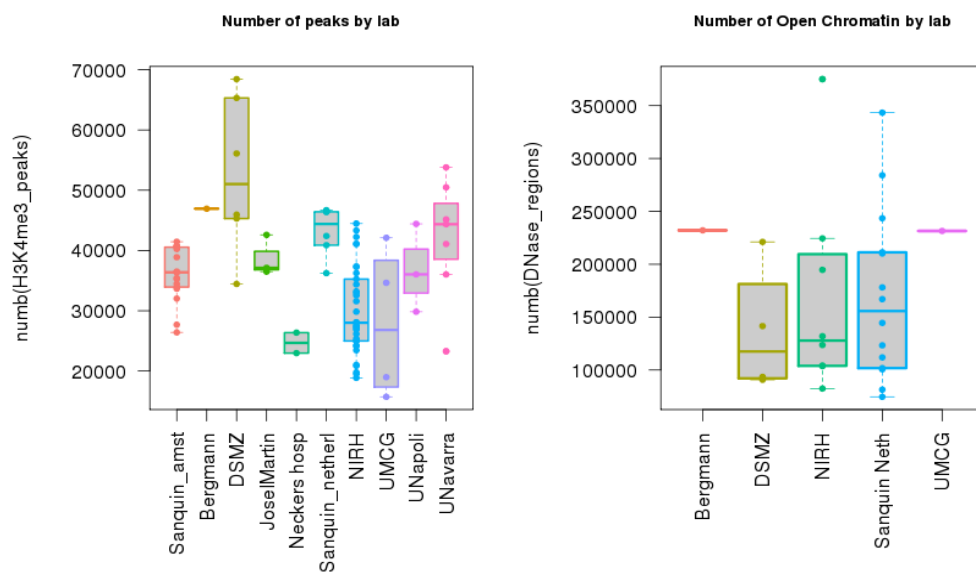 Number of peaks by lab
numb(H3K4me3_peaks)
70000
60000
50000
40000
30000
20000
Sanquin_amst
Bergmann
DSMZ
JoseIMartin
Neckers hosp
Sanquin_netherl
NIRH
UMCG
UNapoli
UNavarra
Number of Open Chromatin by lab
numb(DNase_regions)
350000
300000
250000
200000
150000
100000
Bergmann
DSMZ
NIRH
Sanquin Neth
UMCG